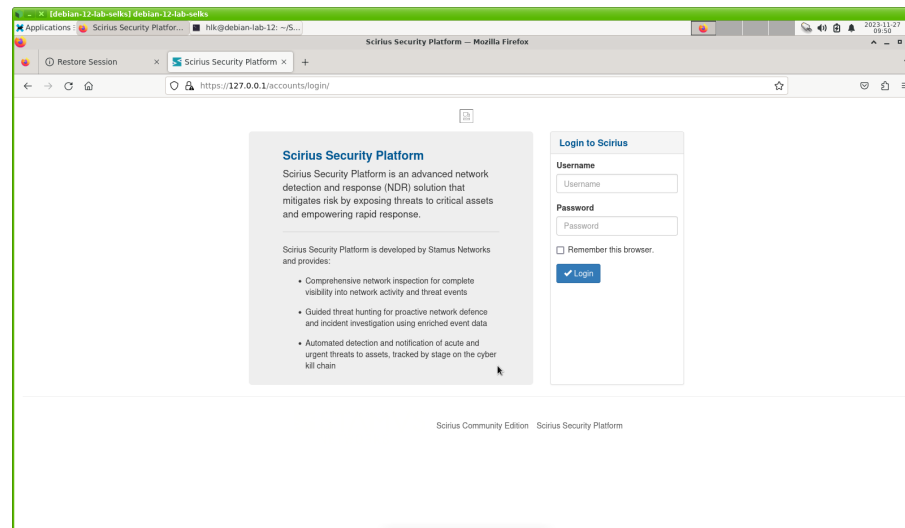 [debian-12-lab-selks] debian-12-lab-selks
Applications : Scirius Security Platfor... hlk@debian-lab-12: ~/S... 2023-11-27
09:50
Scirius Security Platform — Mozilla Firefox
Restore Session Scirius Security Platform
https://127.0.0.1/accounts/login/
Scirius Security Platform
Scirius Security Platform is an advanced network
detection and response (NDR) solution that
mitigates risk by exposing threats to critical assets
and empowering rapid response.
Scirius Security Platform is developed by Stamus Networks
and provides:
• Comprehensive network inspection for complete
visibility into network activity and threat events
• Guided threat hunting for proactive network defence
and incident investigation using enriched event data
• Automated detection and notification of acute and
urgent threats to assets, tracked by stage on the cyber
kill chain
Login to Scirius
Username
Username
Password
Password
Remember this browser.
Login
Scirius Community Edition Scirius Security Platform